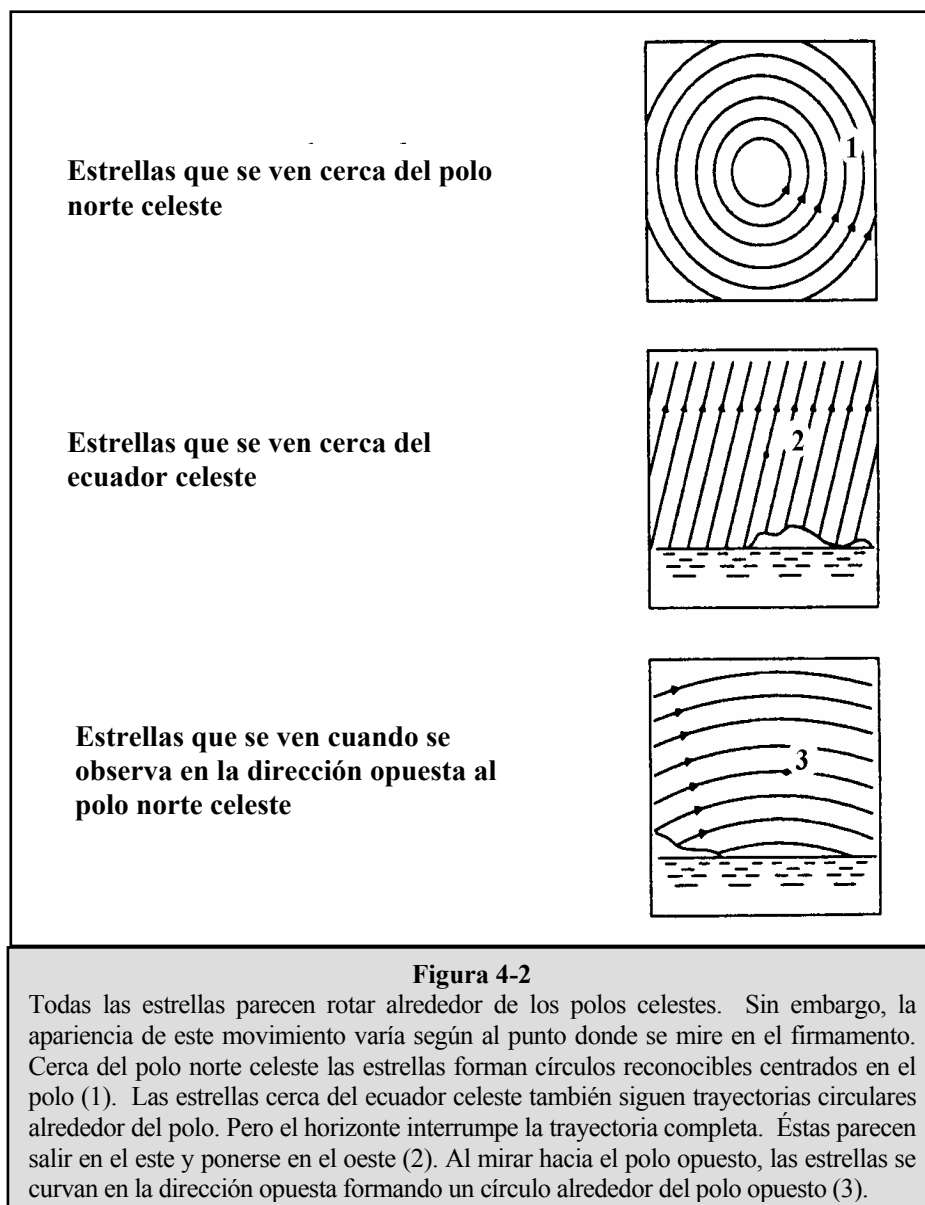 1
Estrellas que se ven cerca del polo
norte celeste
Estrellas que se ven cerca del
ecuador celeste
2
Estrellas que se ven cuando se
observa en la dirección opuesta al
polo norte celeste
3
Figura 4-2
Todas las estrellas parecen rotar alrededor de los polos celestes. Sin embargo, la
apariencia de este movimiento varía según al punto donde se mire en el firmamento.
Cerca del polo norte celeste las estrellas forman círculos reconocibles centrados en el
polo (1). Las estrellas cerca del ecuador celeste también siguen trayectorias circulares
alrededor del polo. Pero el horizonte interrumpe la trayectoria completa. Éstas parecen
salir en el este y ponerse en el oeste (2). Al mirar hacia el polo opuesto, las estrellas se
curvan en la dirección opuesta formando un círculo alrededor del polo opuesto (3).